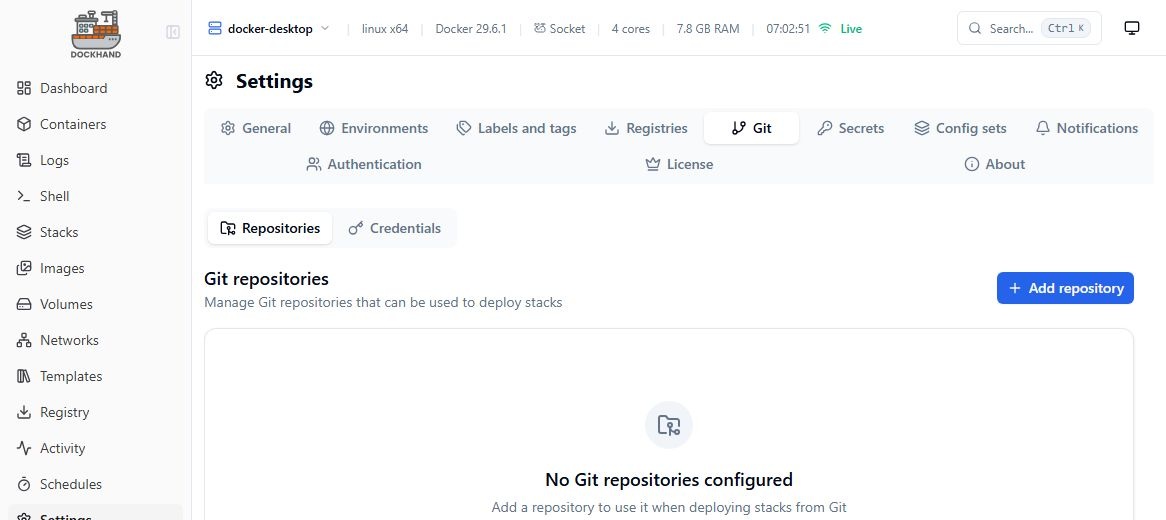 DOCKHAND
Dashboard
Containers
Logs
Shell
Stacks
Images
Volumes
Networks
Templates
Registry
Activity
Schedules
Settings
docker-desktop linux x64 Docker 29.6.1 Socket 4 cores 7.8 GB RAM 07:02:51 Live Search... Ctrl K
Settings
General Environments Labels and tags Registries Git Secrets Config sets Notifications
Authentication License About
Repositories Credentials
Git repositories
Manage Git repositories that can be used to deploy stacks
Add repository
No Git repositories configured
Add a repository to use it when deploying stacks from Git